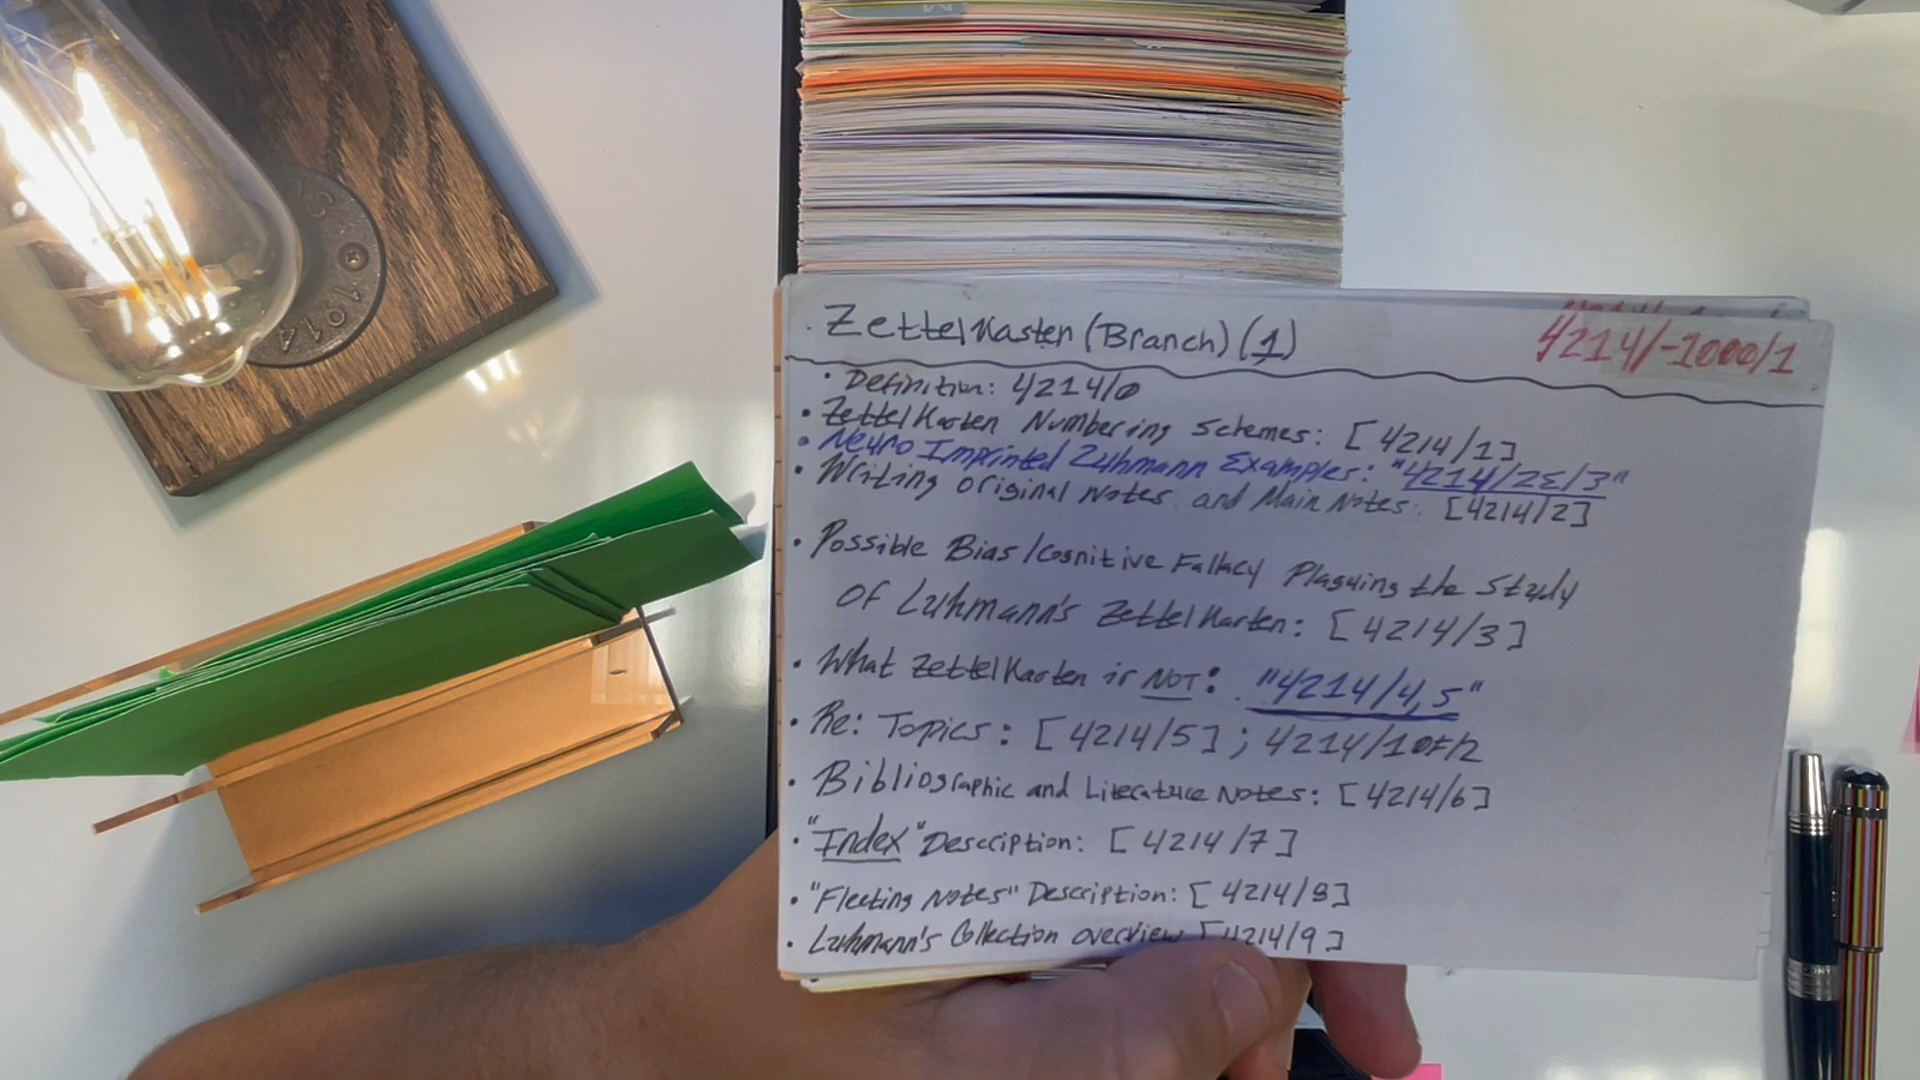 Zettelkasten (Branch) (1)
4214/-1000/1
• Definition: 4214/0
• Zettelkasten Numbering Schemes: [4214/1]
• Neuro Imprinted Luhmann Examples: "4214/2E/3"
• Writing original notes and Main Notes: [4214/2]
• Possible Bias/Cognitive Fallacy Plaguing the Study
of Luhmann's Zettelkasten: [4214/3]
• What Zettelkasten is NOT: "4214/4,5"
• Re: Topics: [4214/5]; 4214/10F/2
• Bibliographic and Literature Notes: [4214/6]
• "Index" Description: [4214/7]
• "Fleeting Notes" Description: [4214/8]
• Luhmann's Collection overview [4214/9]
1914
M